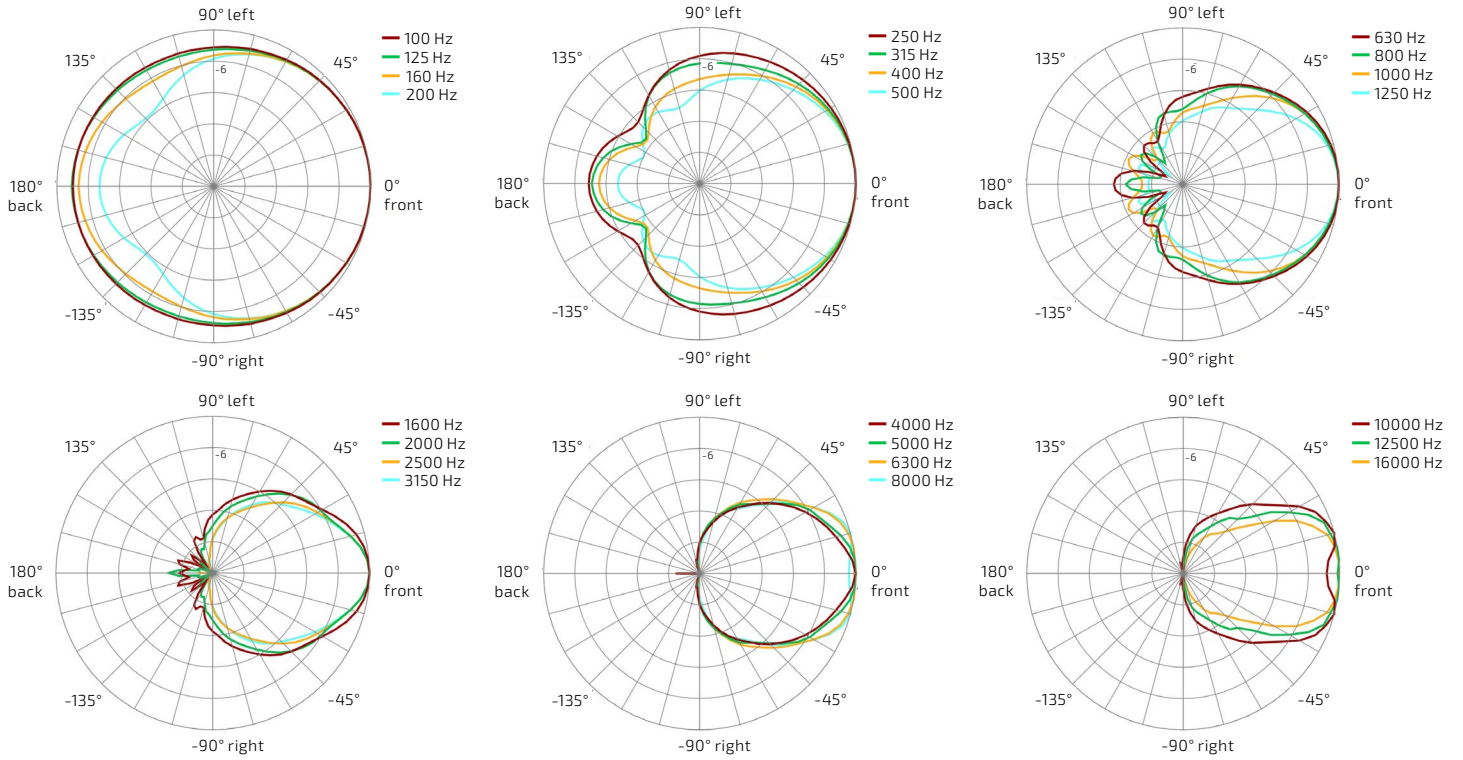 90° left
135°
45°
-6
180°
back
0°
front
-135°
-45°
-90° right
100 Hz
125 Hz
160 Hz
200 Hz
90° left
135°
45°
-6
180°
back
0°
front
-135°
-45°
-90° right
250 Hz
315 Hz
400 Hz
500 Hz
90° left
135°
45°
-6
180°
back
0°
front
-135°
-45°
-90° right
630 Hz
800 Hz
1000 Hz
1250 Hz
90° left
135°
45°
-6
180°
back
0°
front
-135°
-45°
-90° right
1600 Hz
2000 Hz
2500 Hz
3150 Hz
90° left
135°
45°
-6
180°
back
0°
front
-135°
-45°
-90° right
4000 Hz
5000 Hz
6300 Hz
8000 Hz
90° left
135°
45°
-6
180°
back
0°
front
-135°
-45°
-90° right
10000 Hz
12500 Hz
16000 Hz